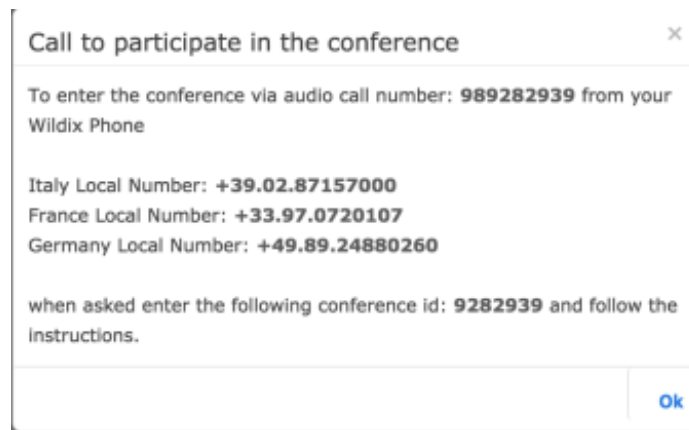 Call to participate in the conference
×
To enter the conference via audio call number: 989282939 from your
Wildix Phone
Italy Local Number: +39.02.87157000
France Local Number: +33.97.0720107
Germany Local Number: +49.89.24880260
when asked enter the following conference id: 9282939 and follow the
instructions.
Ok